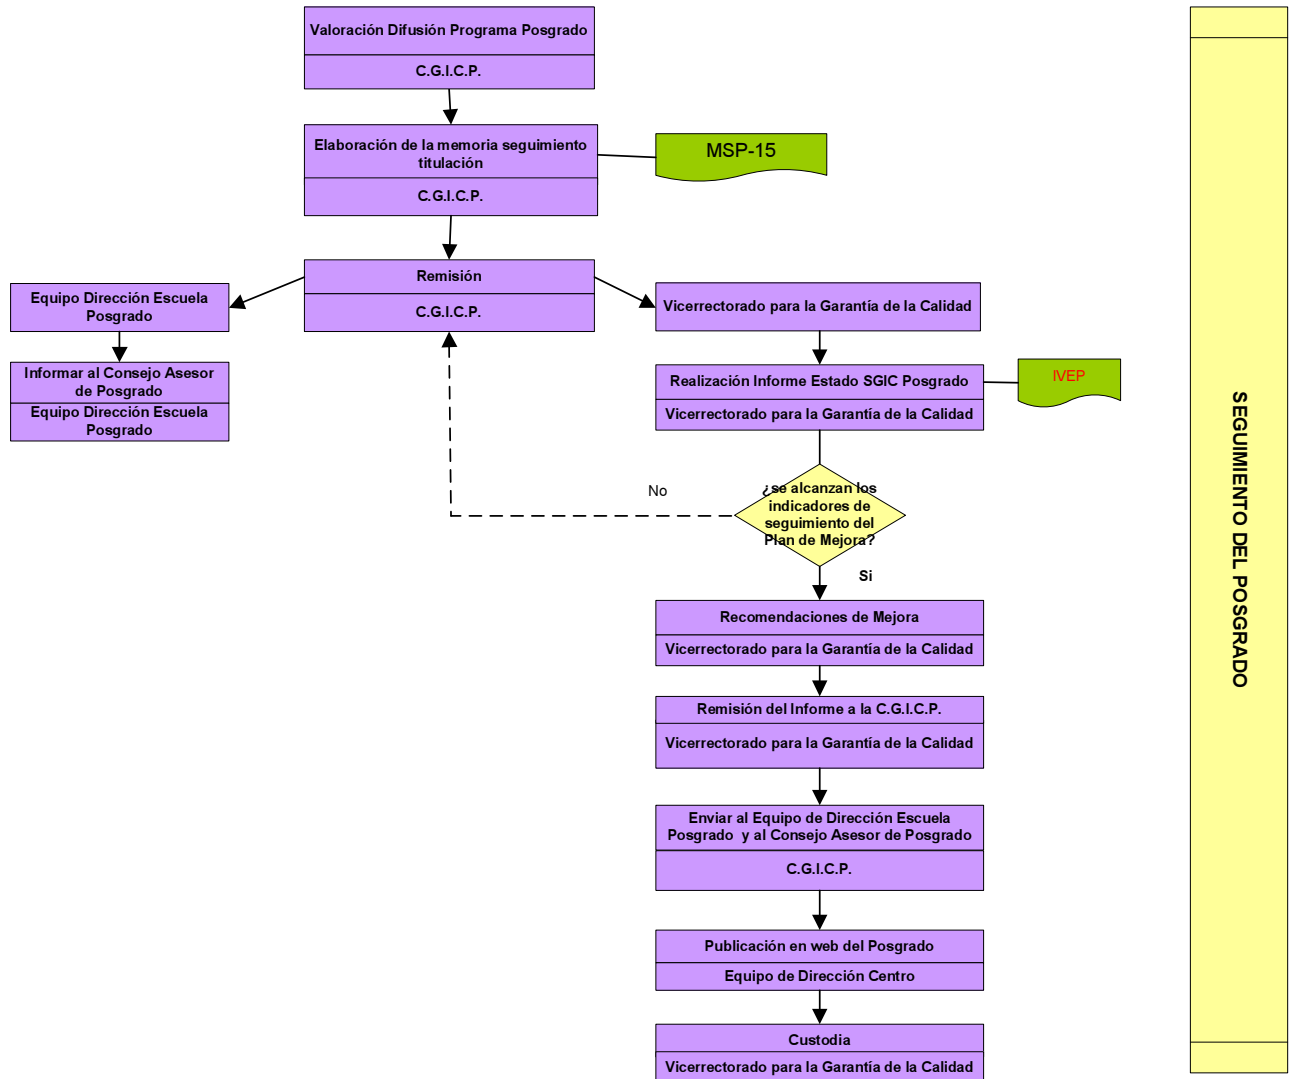 Valoración Difusión Programa Posgrado
C.G.I.C.P.
Elaboración de la memoria seguimiento
titulación
C.G.I.C.P.
MSP-15
Remisión
C.G.I.C.P.
Equipo Dirección Escuela
Posgrado
Informar al Consejo Asesor
de Posgrado
Equipo Dirección Escuela
Posgrado
Vicerrectorado para la Garantía de la Calidad
Realización Informe Estado SGIC Posgrado
Vicerrectorado para la Garantía de la Calidad
IVEP
No
¿se alcanzan los
indicadores de
seguimiento del
Plan de Mejora?
Si
Recomendaciones de Mejora
Vicerrectorado para la Garantía de la Calidad
Remisión del Informe a la C.G.I.C.P.
Vicerrectorado para la Garantía de la Calidad
Enviar al Equipo de Dirección Escuela
Posgrado y al Consejo Asesor de Posgrado
C.G.I.C.P.
Publicación en web del Posgrado
Equipo de Dirección Centro
Custodia
Vicerrectorado para la Garantía de la Calidad
SEGUIMIENTO DEL POSGRADO